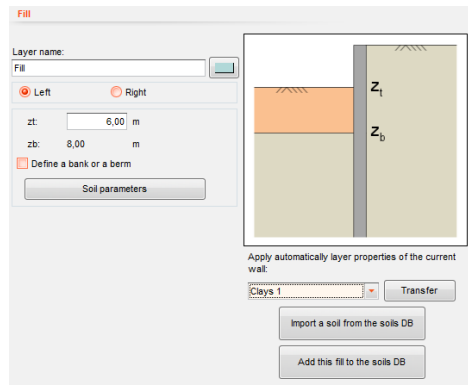 Fill
Layer name:
Fill
Left Right
zt: 6,00 m
zb: 8,00 m
Define a bank or a berm
Soil parameters
Zt
Zb
Apply automatically layer properties of the current
wall:
Clays 1 Transfer
Import a soil from the soils DB
Add this fill to the soils DB